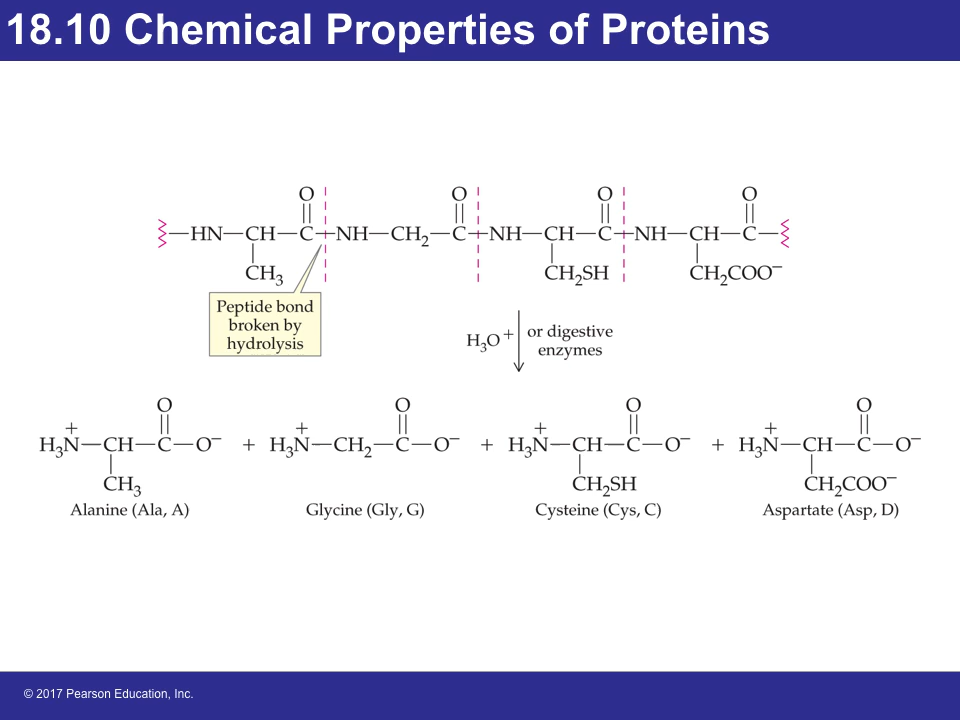 18.10 Chemical Properties of Proteins
O O O O
HN—CH—C—NH—CH₂—C—NH—CH—C—NH—CH—C
CH₃ CH₂SH CH₂COO⁻
Peptide bond
broken by
hydrolysis
H₃O⁺
or digestive
enzymes
O O O O
H₃N⁺—CH—C—O⁻ + H₃N⁺—CH₂—C—O⁻ + H₃N⁺—CH—C—O⁻ + H₃N⁺—CH—C—O⁻
CH₃ CH₂SH CH₂COO⁻
Alanine (Ala, A) Glycine (Gly, G) Cysteine (Cys, C) Aspartate (Asp, D)
© 2017 Pearson Education, Inc.